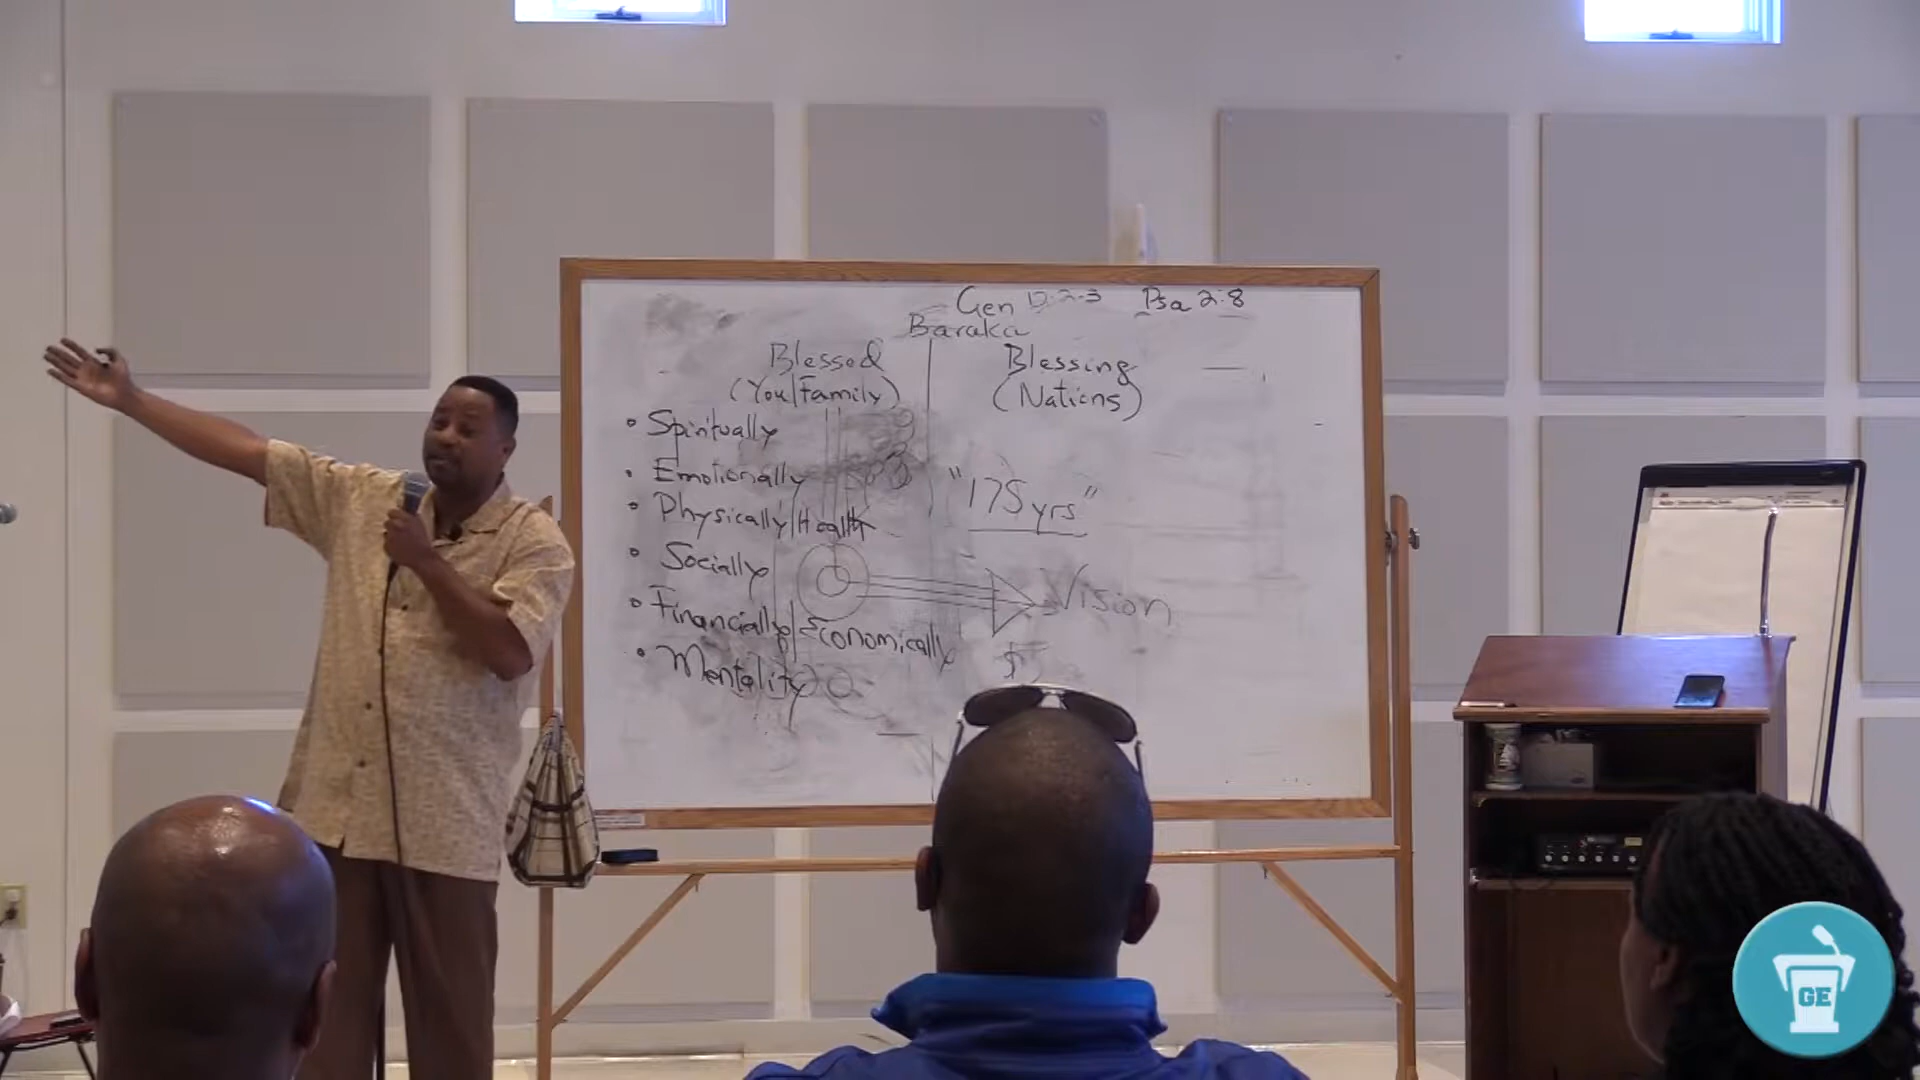 Gen 12:2-3 Psa 2:8
Baraka
Blessed
(You/Family)
• Spiritually
• Emotionally
• Physically/Health
• Socially
• Financially/Economically
• Mentality
Blessing
(Nations)
"175yrs"
Vision
$
GE